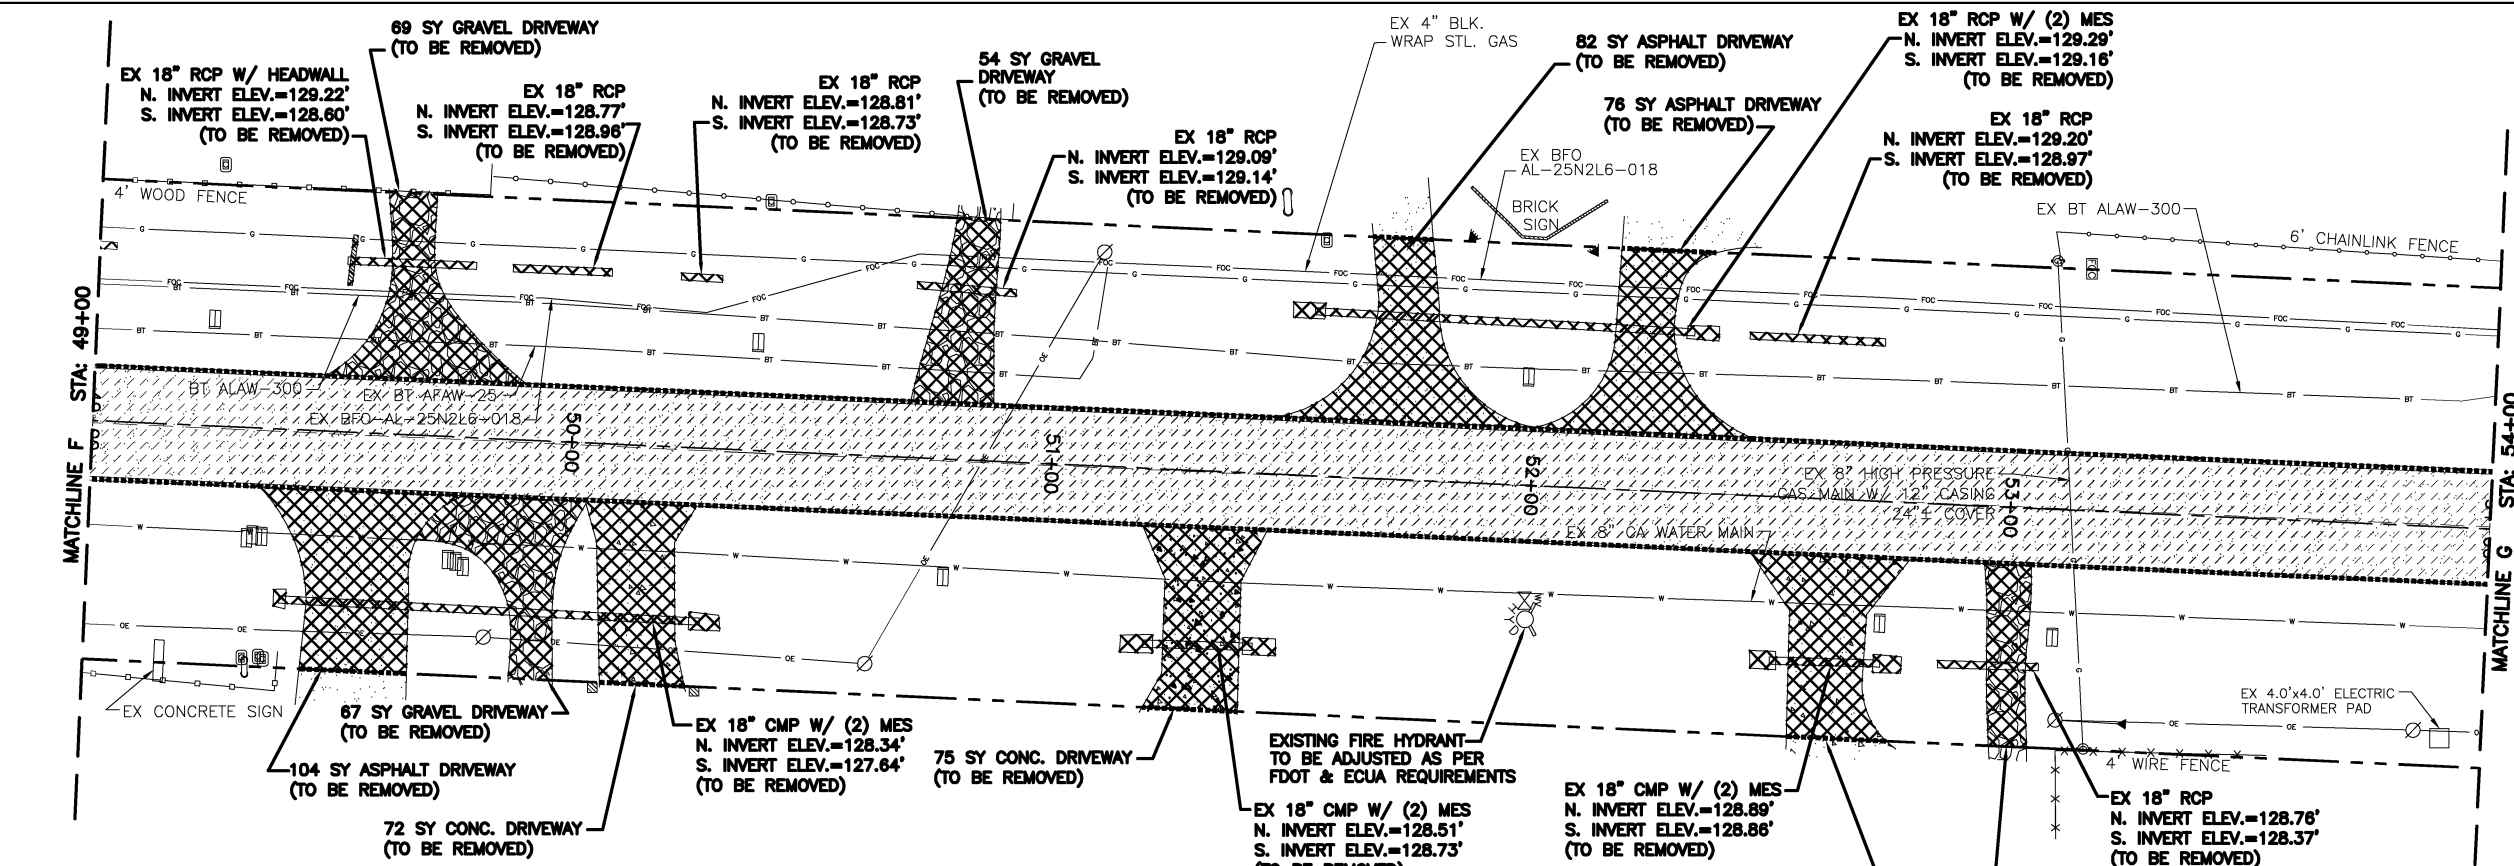 69 SY GRAVEL DRIVEWAY
(TO BE REMOVED)
EX 18" RCP W/ HEADWALL
N. INVERT ELEV.=129.22'
S. INVERT ELEV.=128.60'
(TO BE REMOVED)
EX 18" RCP
N. INVERT ELEV.=128.77'
S. INVERT ELEV.=128.96'
(TO BE REMOVED)
EX 18" RCP
N. INVERT ELEV.=128.81'
S. INVERT ELEV.=128.73'
(TO BE REMOVED)
54 SY GRAVEL
DRIVEWAY
(TO BE REMOVED)
EX 18" RCP
N. INVERT ELEV.=129.09'
S. INVERT ELEV.=129.14'
(TO BE REMOVED)
EX 4" BLK.
WRAP STL. GAS
82 SY ASPHALT DRIVEWAY
(TO BE REMOVED)
76 SY ASPHALT DRIVEWAY
(TO BE REMOVED)
EX 18" RCP W/ (2) MES
N. INVERT ELEV.=129.29'
S. INVERT ELEV.=129.16'
(TO BE REMOVED)
EX 18" RCP
N. INVERT ELEV.=129.20'
S. INVERT ELEV.=128.97'
(TO BE REMOVED)
EX BFO
AL-25N2L6-018
BRICK
SIGN
EX BT ALAW-300
6' CHAINLINK FENCE
4' WOOD FENCE
MATCHLINE F STA: 49+00
BT ALAW-300
EX BT AFAW-25
EX BFO-AL-25N2L6-018
50+00
51+00
52+00
53+00
EX 8" HIGH PRESSURE
GAS MAIN W/ 12" CASING
24"± COVER
EX 8" CA WATER MAIN
MATCHLINE G STA: 54+00
EX CONCRETE SIGN
67 SY GRAVEL DRIVEWAY
(TO BE REMOVED)
104 SY ASPHALT DRIVEWAY
(TO BE REMOVED)
72 SY CONC. DRIVEWAY
(TO BE REMOVED)
EX 18" CMP W/ (2) MES
N. INVERT ELEV.=128.34'
S. INVERT ELEV.=127.64'
(TO BE REMOVED)
75 SY CONC. DRIVEWAY
(TO BE REMOVED)
EXISTING FIRE HYDRANT
TO BE ADJUSTED AS PER
FDOT & ECUA REQUIREMENTS
EX 18" CMP W/ (2) MES
N. INVERT ELEV.=128.51'
S. INVERT ELEV.=128.73'
(TO BE REMOVED)
EX 18" CMP W/ (2) MES
N. INVERT ELEV.=128.89'
S. INVERT ELEV.=128.86'
(TO BE REMOVED)
EX 4.0'x4.0' ELECTRIC
TRANSFORMER PAD
4' WIRE FENCE
EX 18" RCP
N. INVERT ELEV.=128.76'
S. INVERT ELEV.=128.37'
(TO BE REMOVED)